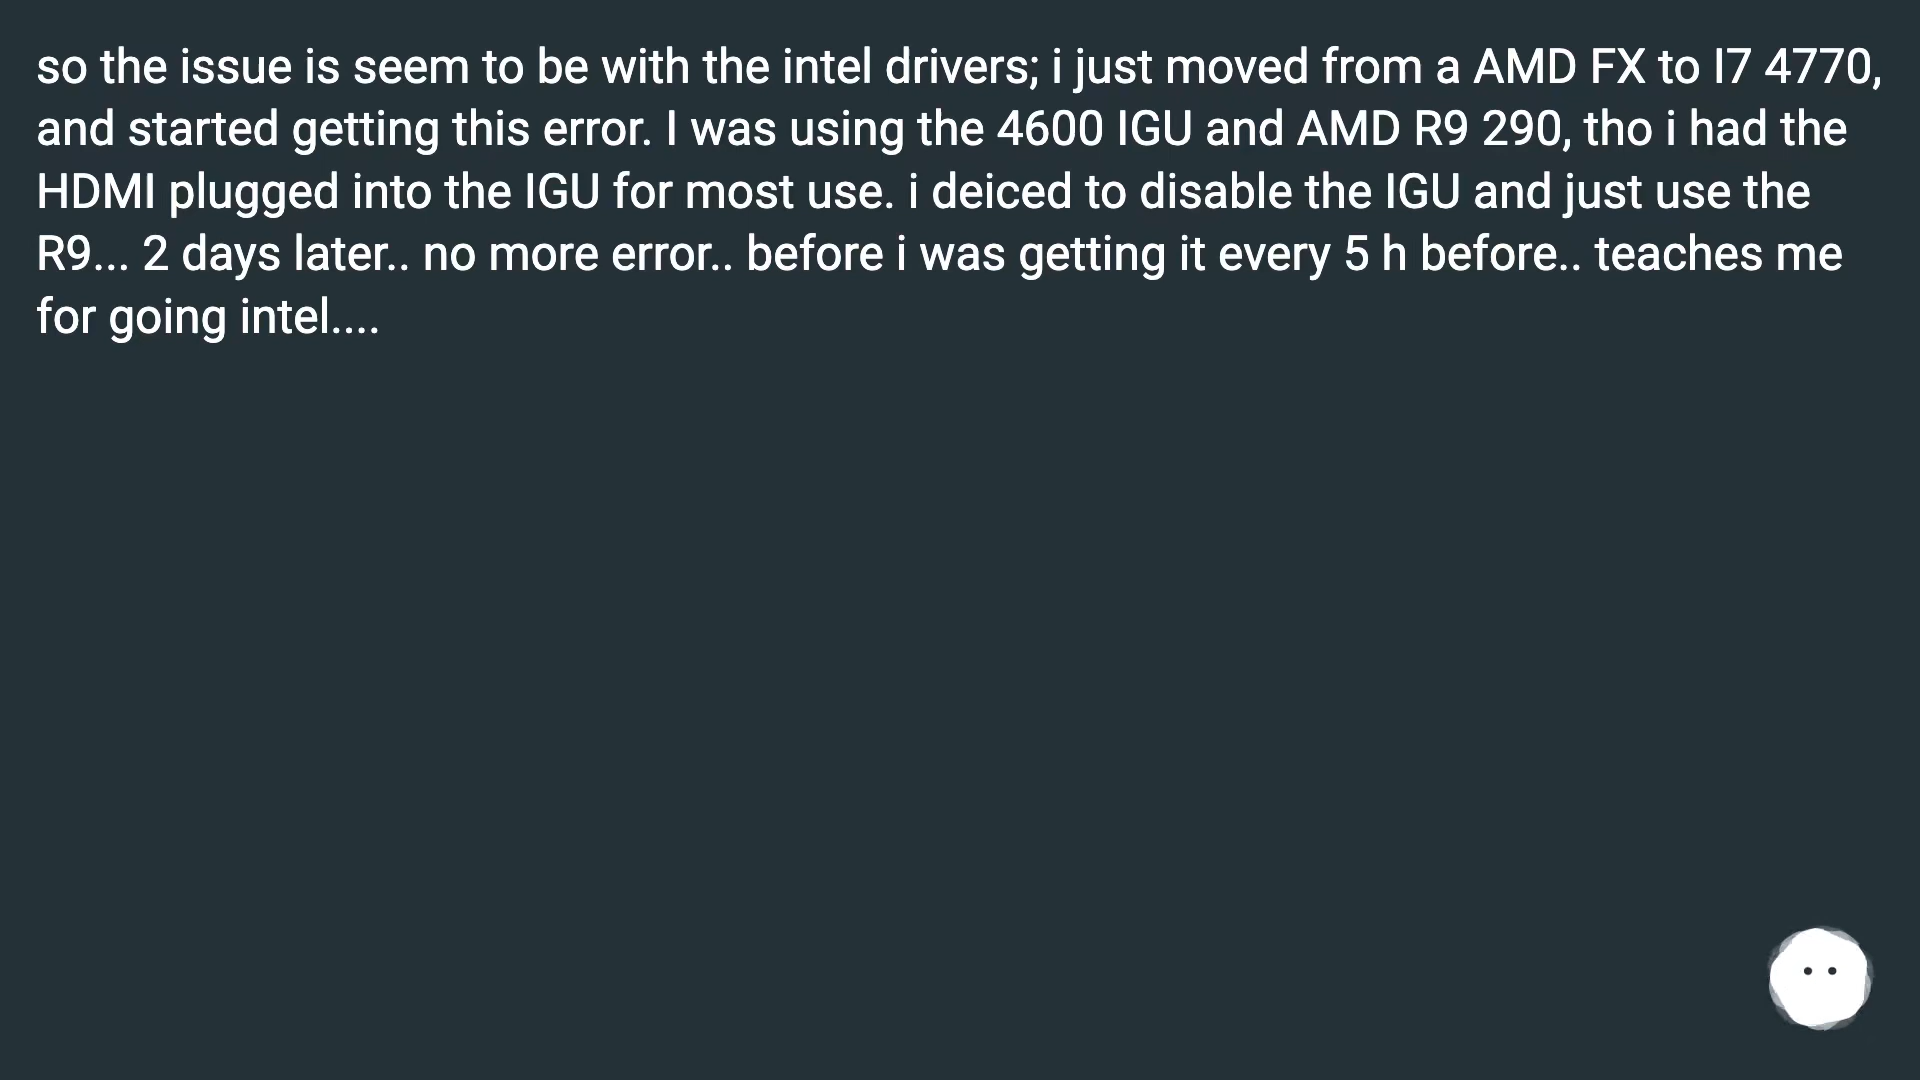 so the issue is seem to be with the intel drivers; i just moved from a AMD FX to I7 4770,
and started getting this error. I was using the 4600 IGU and AMD R9 290, tho i had the
HDMI plugged into the IGU for most use. i deiced to disable the IGU and just use the
R9... 2 days later.. no more error.. before i was getting it every 5 h before.. teaches me
for going intel....